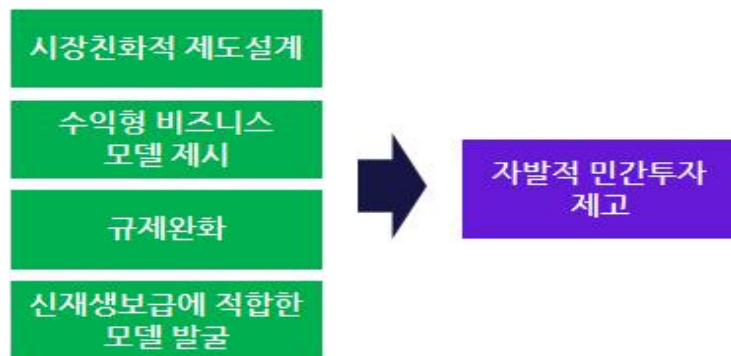 시장친화적 제도설계
수익형 비즈니스
모델 제시
규제완화
신재생보급에 적합한
모델 발굴
자발적 민간투자
제고